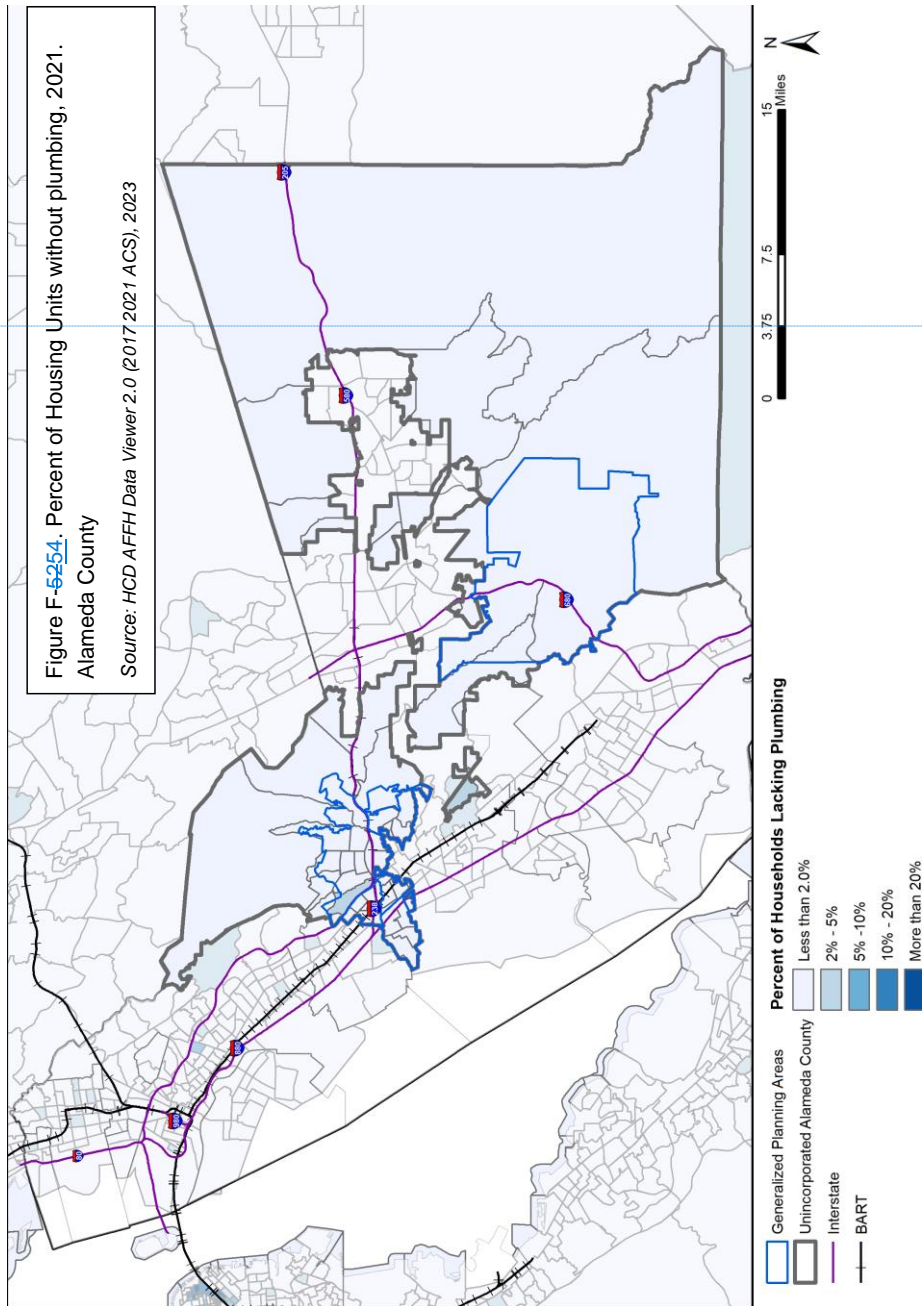 Figure F-5254. Percent of Housing Units without plumbing, 2021.
Alameda County
Source: HCD AFFH Data Viewer 2.0 (2017 2021 ACS), 2023
80
880
238
580
680
205
N
0 3.75 7.5 15
Miles
Generalized Planning Areas
Unincorporated Alameda County
Interstate
BART
Percent of Households Lacking Plumbing
Less than 2.0%
2% - 5%
5% -10%
10% - 20%
More than 20%